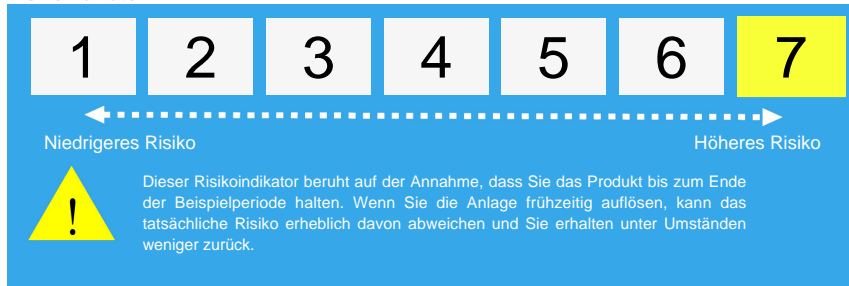 1 2 3 4 5 6 7
Niedrigeres Risiko Höheres Risiko
!
Dieser Risikoindikator beruht auf der Annahme, dass Sie das Produkt bis zum Ende
der Beispielperiode halten. Wenn Sie die Anlage frühzeitig auflösen, kann das
tatsächliche Risiko erheblich davon abweichen und Sie erhalten unter Umständen
weniger zurück.